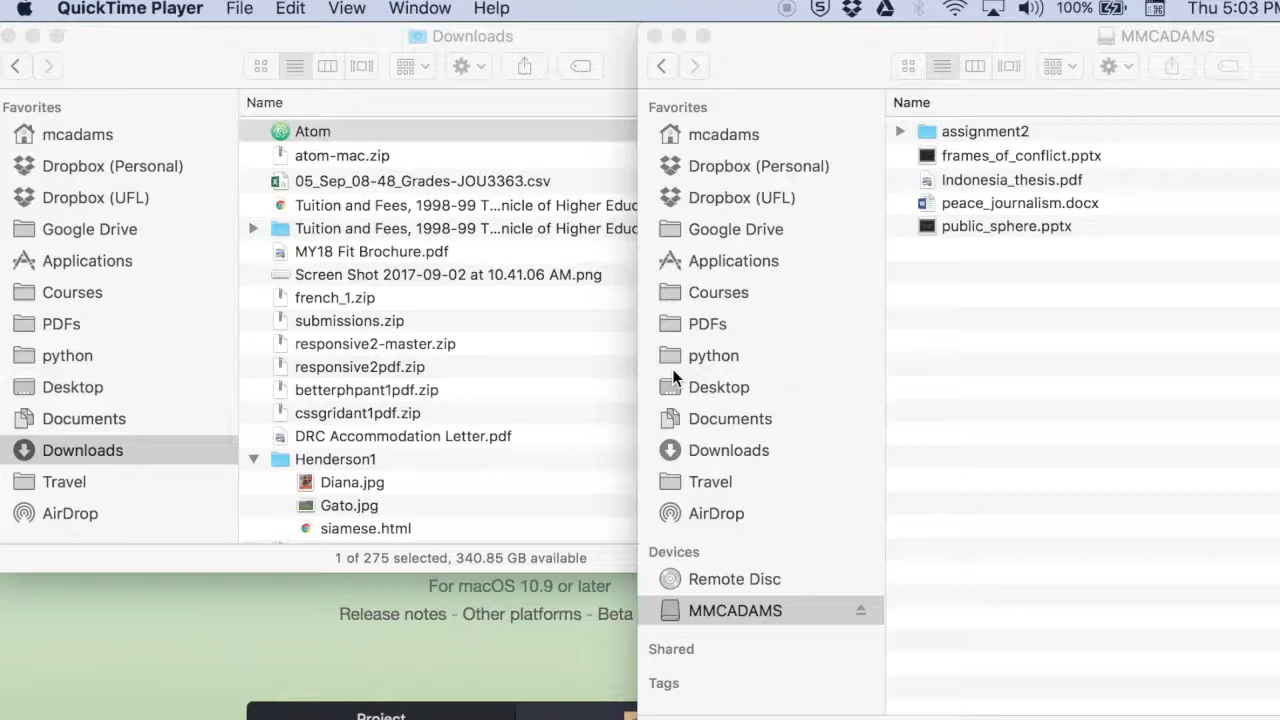 QuickTime Player File Edit View Window Help 100% Thu 5:03 PM
Downloads
Favorites
mcadams
Dropbox (Personal)
Dropbox (UFL)
Google Drive
Applications
Courses
PDFs
python
Desktop
Documents
Downloads
Travel
AirDrop
Name
Atom
atom-mac.zip
05_Sep_08-48_Grades-JOU3363.csv
Tuition and Fees, 1998-99 T...nicle of Higher Educ
Tuition and Fees, 1998-99 T...nicle of Higher Educ
MY18 Fit Brochure.pdf
Screen Shot 2017-09-02 at 10.41.06 AM.png
french_1.zip
submissions.zip
responsive2-master.zip
responsive2pdf.zip
betterphpant1pdf.zip
cssgridant1pdf.zip
DRC Accommodation Letter.pdf
Henderson1
Diana.jpg
Gato.jpg
siamese.html
1 of 275 selected, 340.85 GB available
For macOS 10.9 or later
Release notes - Other platforms - Beta
Project
MMCADAMS
Favorites
mcadams
Dropbox (Personal)
Dropbox (UFL)
Google Drive
Applications
Courses
PDFs
python
Desktop
Documents
Downloads
Travel
AirDrop
Devices
Remote Disc
MMCADAMS
Shared
Tags
Name
assignment2
frames_of_conflict.pptx
Indonesia_thesis.pdf
peace_journalism.docx
public_sphere.pptx